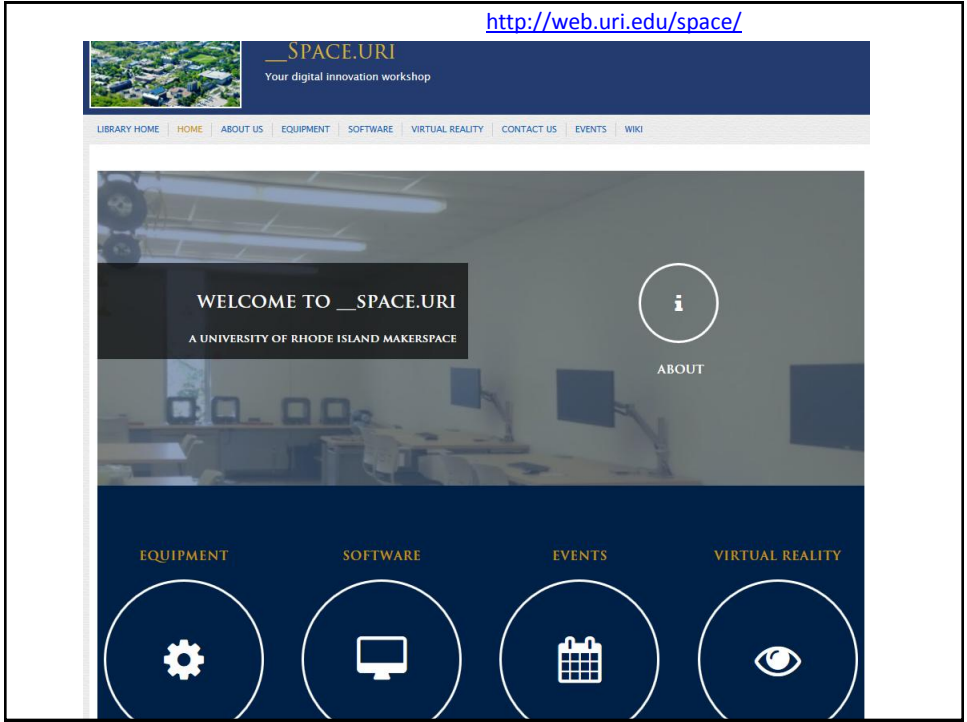 http://web.uri.edu/space/
__SPACE.URI
Your digital innovation workshop
LIBRARY HOME HOME ABOUT US EQUIPMENT SOFTWARE VIRTUAL REALITY CONTACT US EVENTS WIKI
WELCOME TO __SPACE.URI
A UNIVERSITY OF RHODE ISLAND MAKERSPACE
ABOUT
EQUIPMENT SOFTWARE EVENTS VIRTUAL REALITY